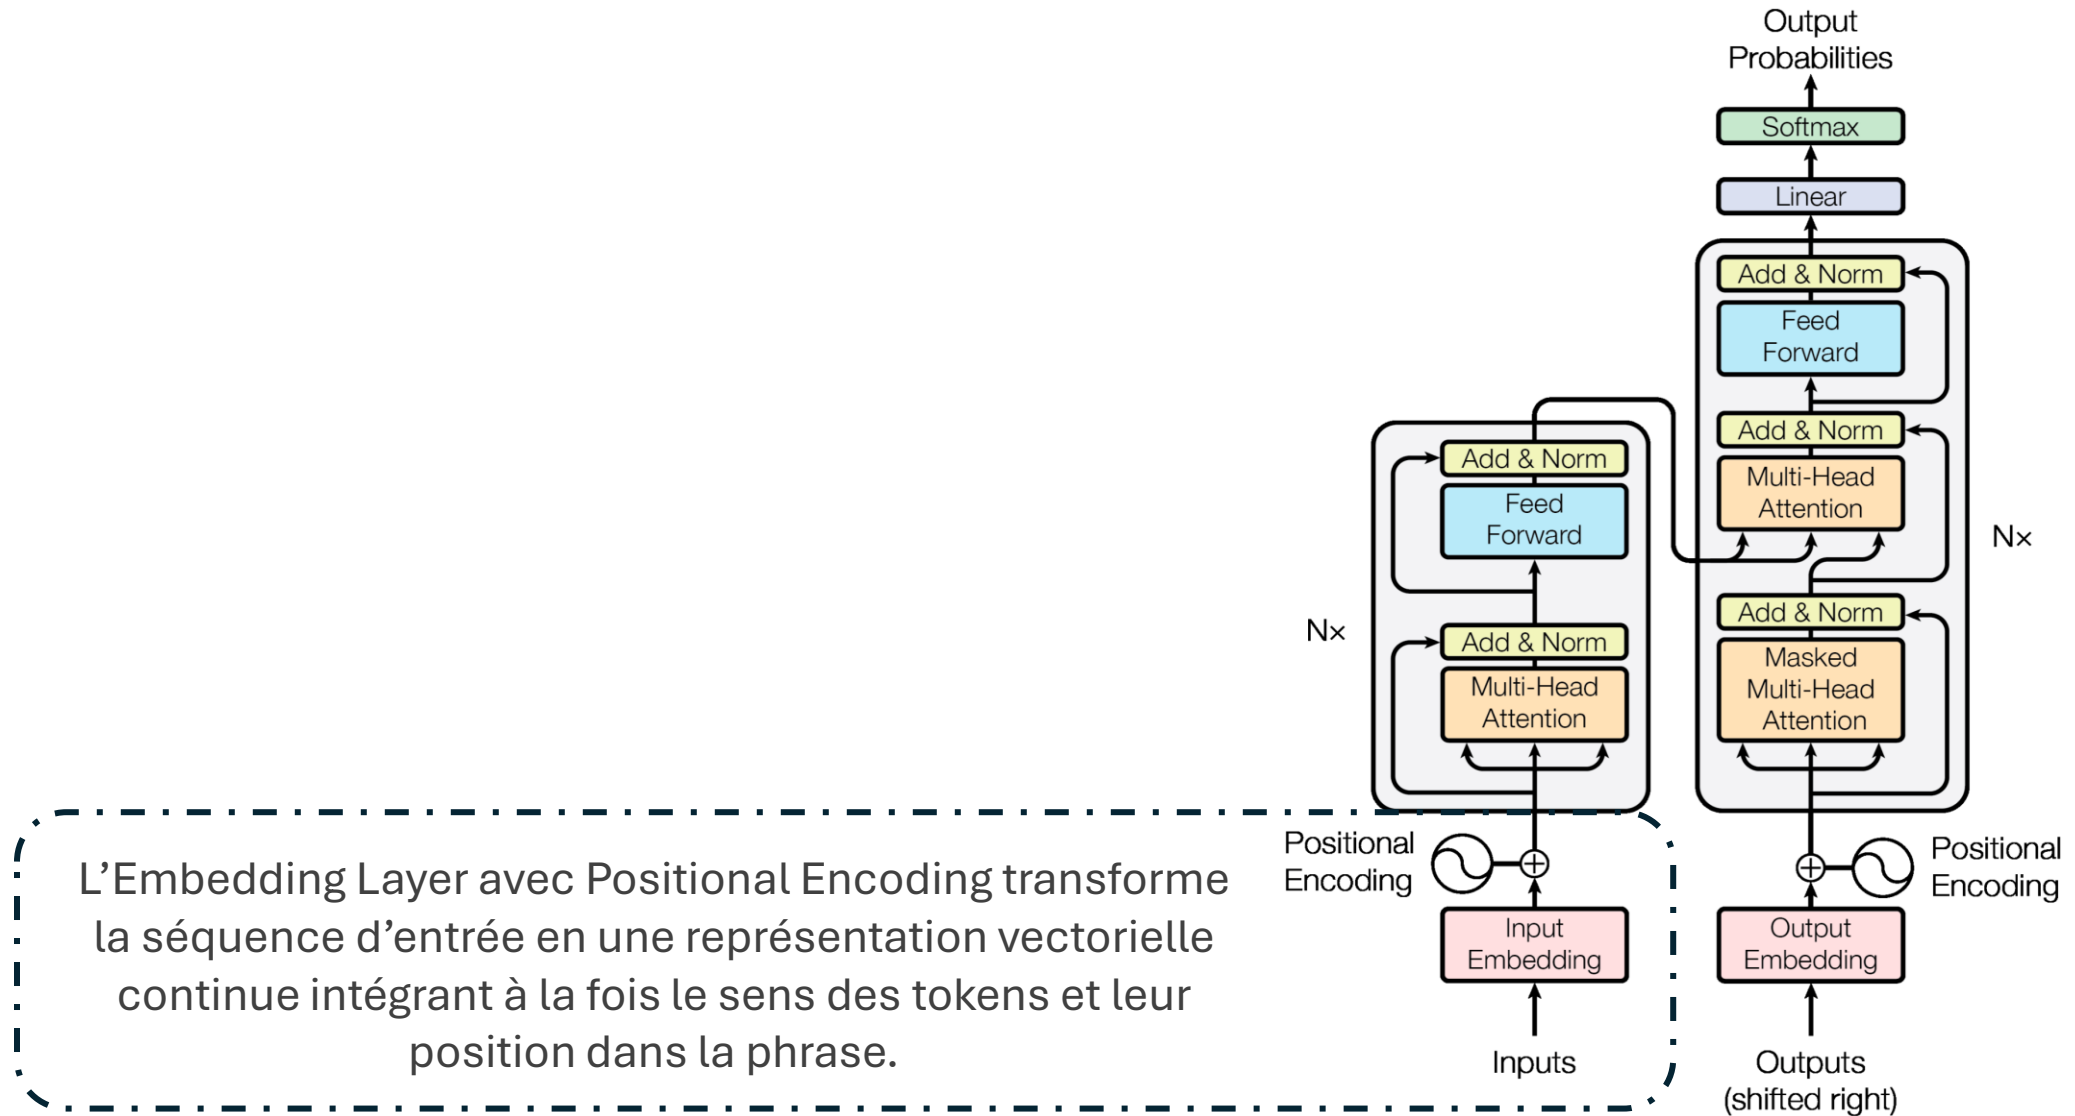 Output
Probabilities
Softmax
Linear
Add & Norm
Feed
Forward
Add & Norm
Multi-Head
Attention
Nx
Add & Norm
Masked
Multi-Head
Attention
Add & Norm
Feed
Forward
Nx
Add & Norm
Multi-Head
Attention
Positional
Encoding
Positional
Encoding
L’Embedding Layer avec Positional Encoding transforme
la séquence d’entrée en une représentation vectorielle
continue intégrant à la fois le sens des tokens et leur
position dans la phrase.
Input
Embedding
Output
Embedding
Inputs
Outputs
(shifted right)